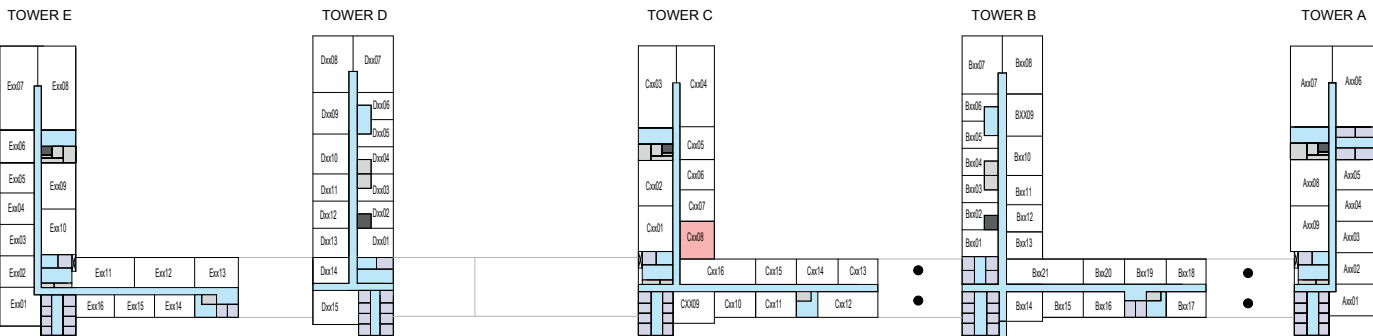 TOWER E
TOWER D
TOWER C
TOWER B
TOWER A
Exx07
Exx08
Exx06
Exx05
Exx09
Exx04
Exx10
Exx03
Exx02
Exx11
Exx12
Exx13
Exx01
Exx16
Exx15
Exx14
Dxx08
Dxx07
Dxx09
Dxx06
Dxx05
Dxx10
Dxx04
Dxx11
Dxx03
Dxx12
Dxx02
Dxx13
Dxx01
Dxx14
Dxx15
Cxx03
Cxx04
Cxx05
Cxx02
Cxx06
Cxx07
Cxx01
Cxx08
Cxx16
Cxx15
Cxx14
Cxx13
CXX09
Cxx10
Cxx11
Cxx12
Bxx07
Bxx08
Bxx06
BXX09
Bxx05
Bxx04
Bxx10
Bxx03
Bxx11
Bxx02
Bxx12
Bxx01
Bxx13
Bxx21
Bxx20
Bxx19
Bxx18
Bxx14
Bxx15
Bxx16
Bxx17
Axx07
Axx06
Axx08
Axx05
Axx04
Axx09
Axx03
Axx02
Axx01